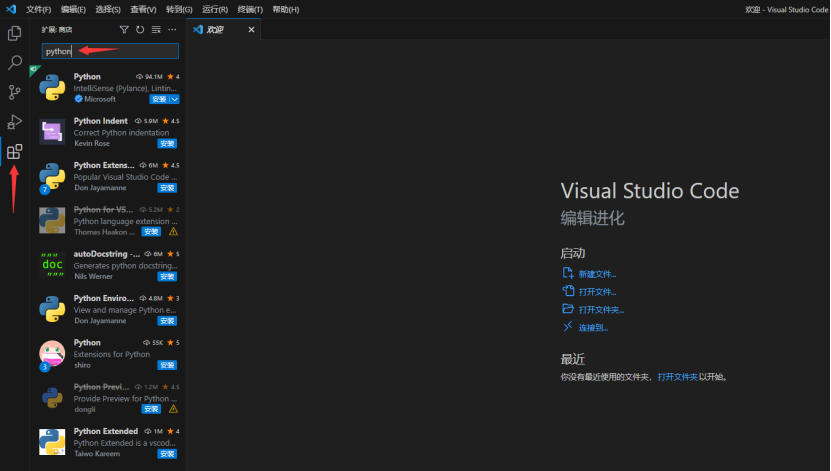 文件(F) 编辑(E) 选择(S) 查看(V) 转到(G) 运行(R) 终端(T) 帮助(H)
欢迎 - Visual Studio Code
扩展: 商店
欢迎
python
Python 94.1M 4
IntelliSense (Pylance), Lintin...
Microsoft 安装
Python Indent 5.9M 4.5
Correct Python indentation
Kevin Rose 安装
Python Extens... 6M 4.5
Popular Visual Studio Code ...
7 Don Jayamanne 安装
Python for VS... 5.2M 2
Python language extension ...
Thomas Haakon ... 安装
autoDocstring -... 6M 5
""" doc """
Generates python docstring...
Nils Werner 安装
Python Enviro... 4.8M 3
View and manage Python e...
Don Jayamanne 安装
Python 55K 5
Extensions for Python
3 shiro 安装
Python Previ... 1.2M 4.5
Provide Preview for Python ...
dongli 安装
Python Extended 1M 4
Python Extended is a vscod...
Taiwo Kareem 安装
Visual Studio Code
编辑进化
启动
新建文件...
打开文件...
打开文件夹...
连接到...
最近
你没有最近使用的文件夹，打开文件夹以开始。